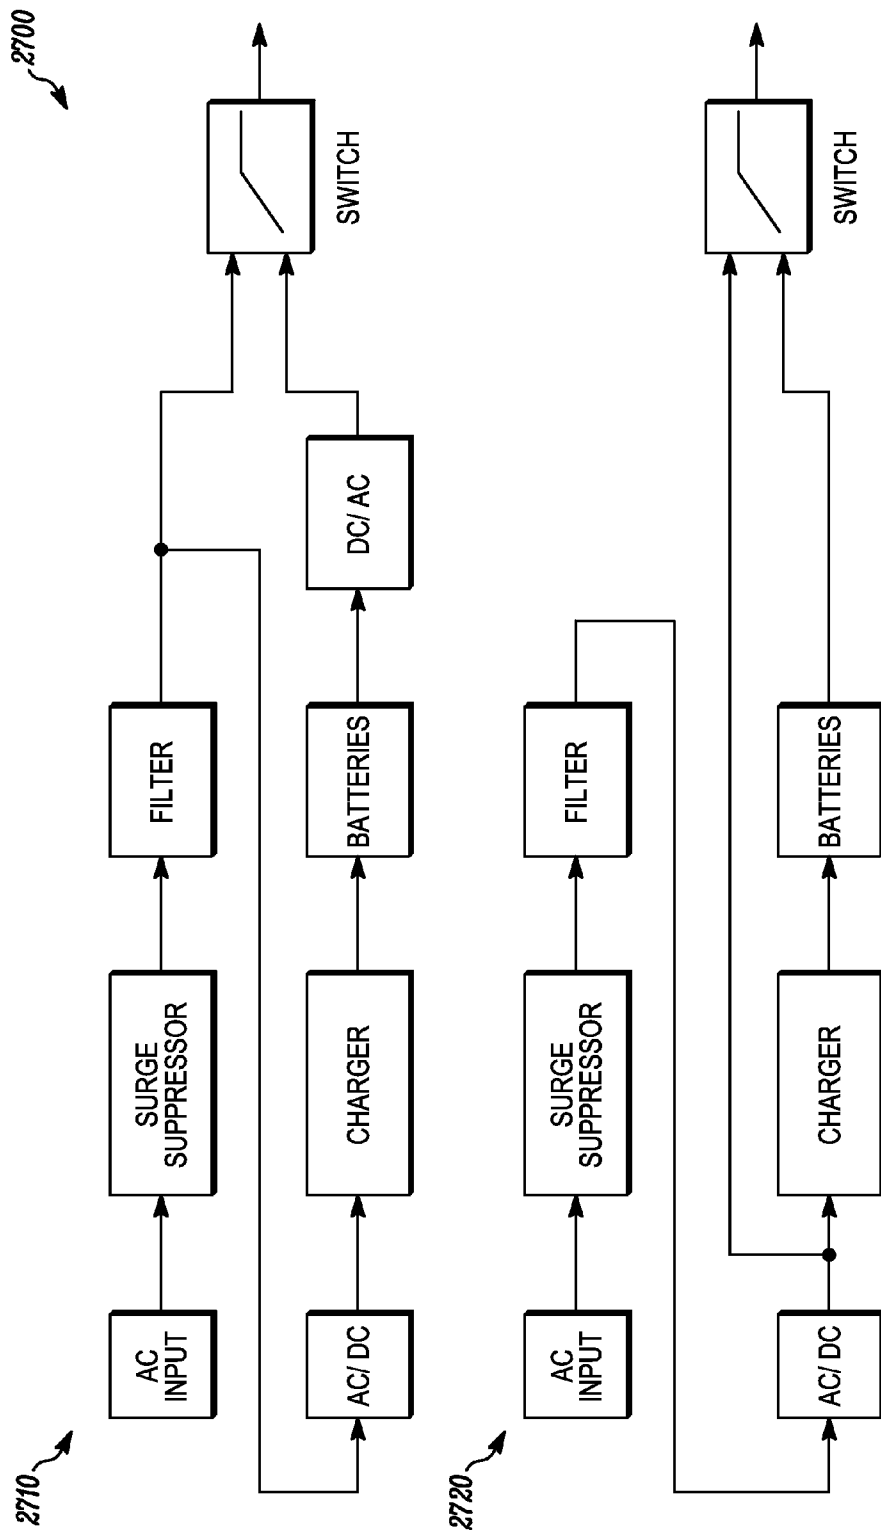 2700
2710
AC
INPUT
SURGE
SUPPRESSOR
FILTER
SWITCH
AC/ DC
CHARGER
BATTERIES
DC/ AC
2720
AC
INPUT
SURGE
SUPPRESSOR
FILTER
SWITCH
AC/ DC
CHARGER
BATTERIES